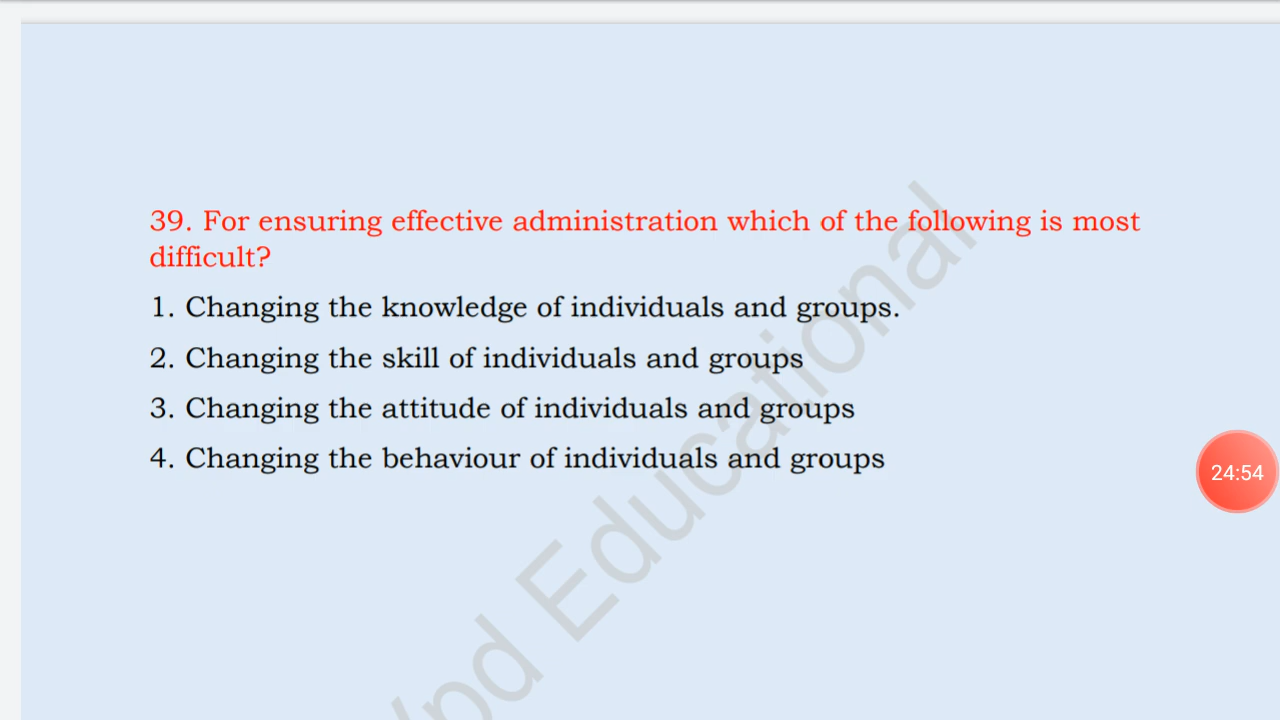 39. For ensuring effective administration which of the following is most
difficult?
1. Changing the knowledge of individuals and groups.
2. Changing the skill of individuals and groups
3. Changing the attitude of individuals and groups
4. Changing the behaviour of individuals and groups
24:54
Educational